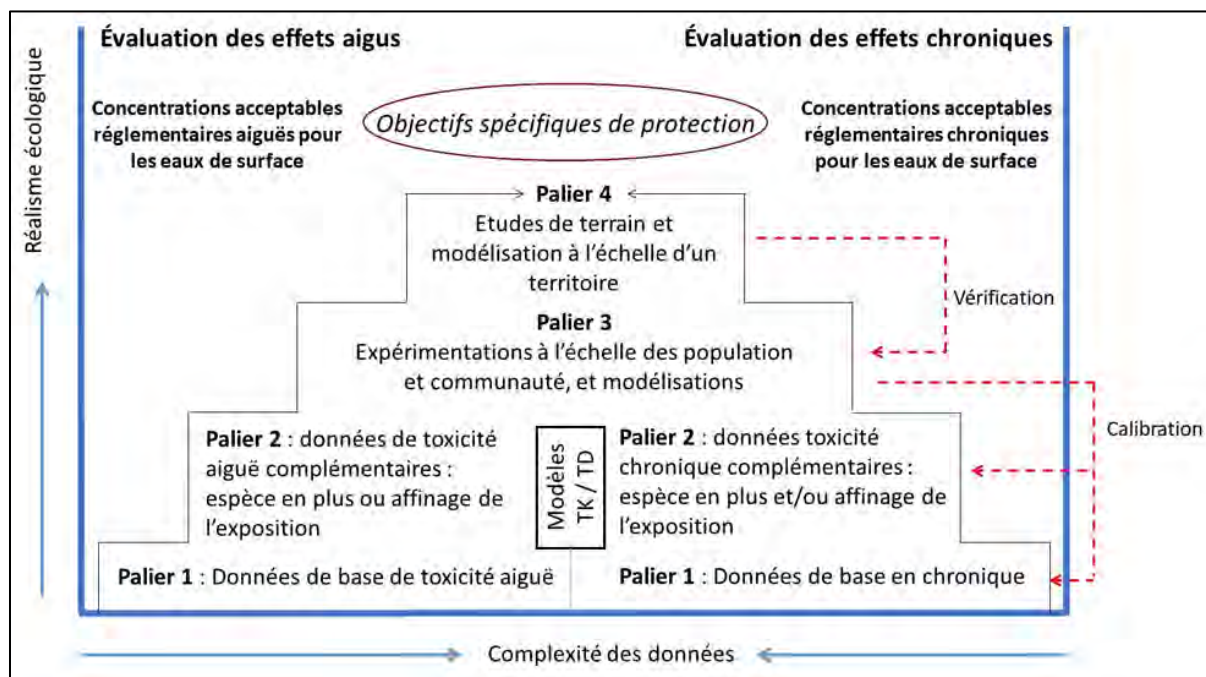 Évaluation des effets aigus
Évaluation des effets chroniques
Réalisme écologique
Concentrations acceptables
réglementaires aiguës pour
les eaux de surface
Objectifs spécifiques de protection
Concentrations acceptables
réglementaires chroniques
pour les eaux de surface
Palier 4
Etudes de terrain et
modélisation à l'échelle d'un
territoire
Vérification
Palier 3
Expérimentations à l'échelle des population
et communauté, et modélisations
Calibration
Palier 2 : données de toxicité
aiguë complémentaires :
espèce en plus ou affinage de
l'exposition
Modèles
TK / TD
Palier 2 : données toxicité
chronique complémentaires :
espèce en plus et/ou affinage de
l'exposition
Palier 1 : Données de base de toxicité aiguë
Palier 1 : Données de base en chronique
Complexité des données